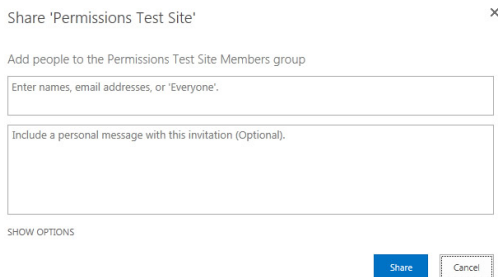 Share 'Permissions Test Site'
Add people to the Permissions Test Site Members group
Enter names, email addresses, or 'Everyone'.
Include a personal message with this invitation (Optional).
SHOW OPTIONS
Share Cancel